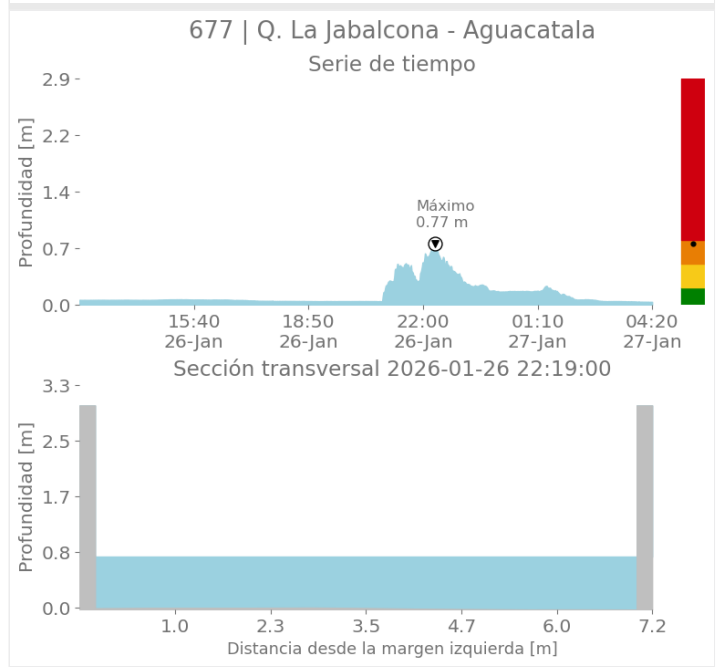 677 | Q. La Jabalcona - Aguacatala
Serie de tiempo
2.9
2.2
1.4
0.7
0.0
Profundidad [m]
Máximo
0.77 m
15:40 18:50 22:00 01:10 04:20
26-Jan 26-Jan 26-Jan 27-Jan 27-Jan
Sección transversal 2026-01-26 22:19:00
3.3
2.5
1.7
0.8
0.0
Profundidad [m]
1.0 2.3 3.5 4.7 6.0 7.2
Distancia desde la margen izquierda [m]